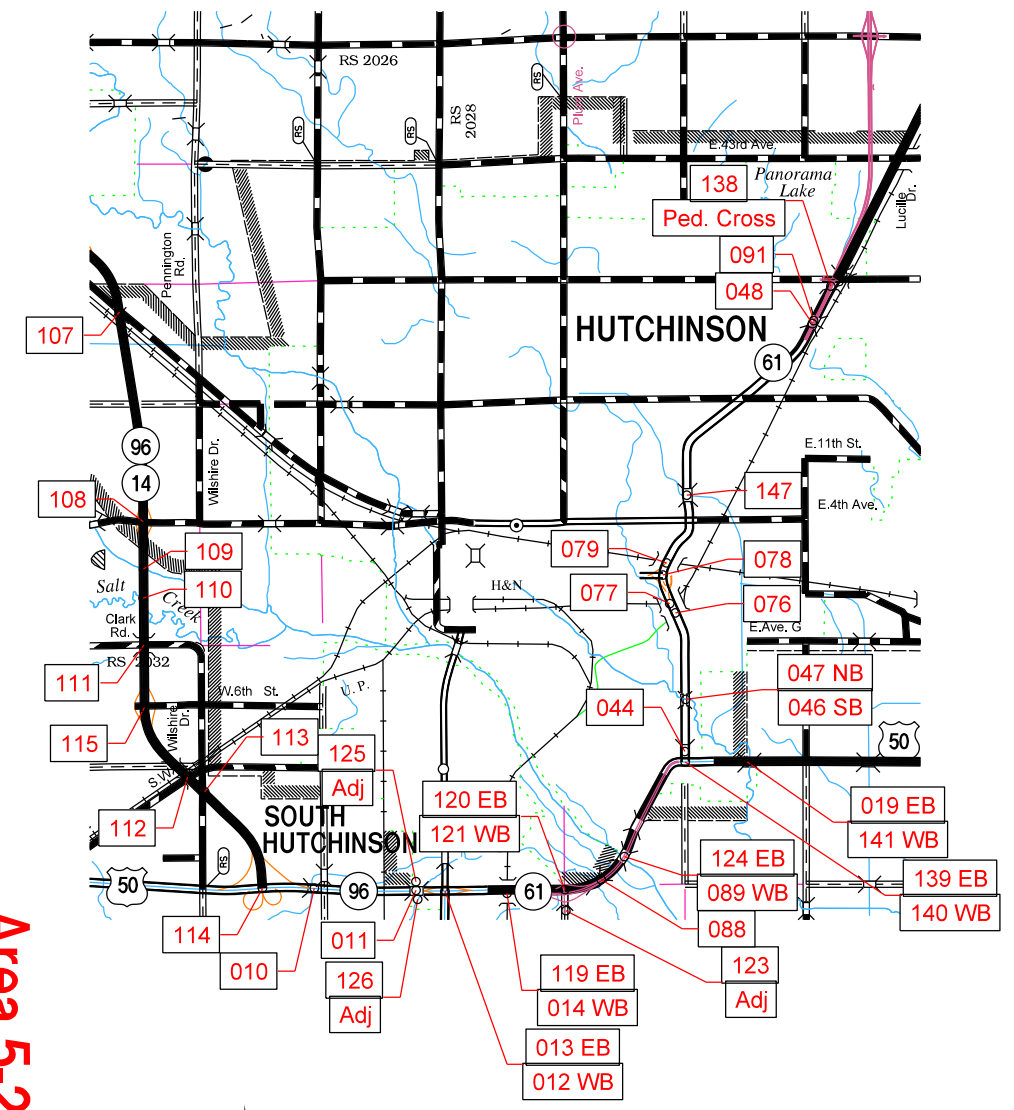 RS 2026
RS
2028
RS
RS
RS
Plum Ave.
E.43rd Ave.
138
Panorama
Lake
Ped. Cross
Lucille
Dr.
Pennington
Rd.
091
048
107
HUTCHINSON
61
96
14
Wilshire Dr.
E.11th St.
108
147
E.4th Ave.
109
079
078
110
Salt
Creek
H&N
077
076
Clark
Rd.
E.Ave. G
RS 2032
111
047 NB
046 SB
W.6th St.
U.P.
044
Wilshire
Dr.
115
113
125
Adj
50
S.W.
120 EB
121 WB
019 EB
141 WB
112
SOUTH
HUTCHINSON
RS
124 EB
089 WB
139 EB
140 WB
50
96
61
114
011
088
010
126
Adj
119 EB
014 WB
123
Adj
013 EB
012 WB
Area 5-2